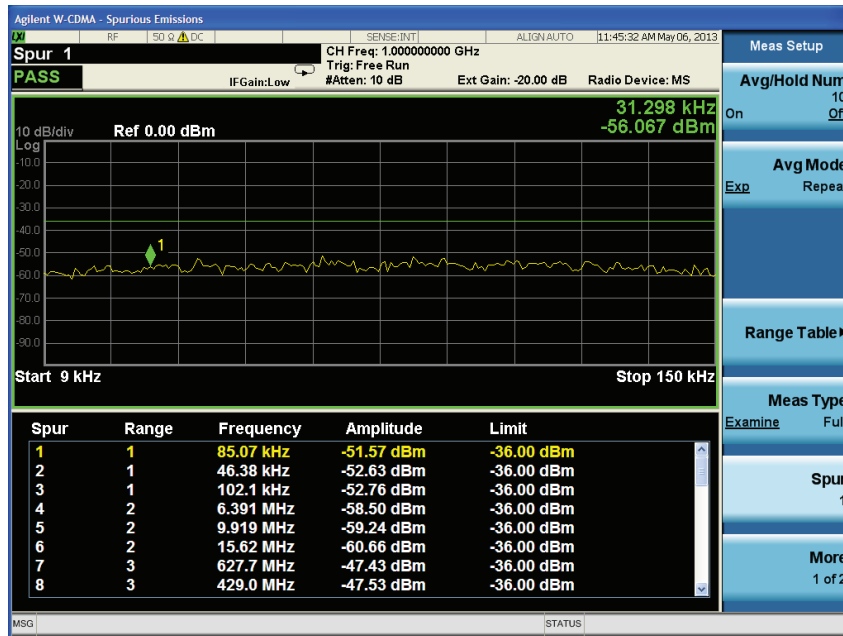 Agilent W-CDMA - Spurious Emissions
LXI RF 50 Ω DC SENSE:INT ALIGN AUTO 11:45:32 AM May 06, 2013
Spur 1
CH Freq: 1.000000000 GHz
Trig: Free Run
PASS
IFGain:Low
#Atten: 10 dB Ext Gain: -20.00 dB Radio Device: MS
31.298 kHz
-56.067 dBm
10 dB/div Ref 0.00 dBm
Log
-10.0
-20.0
-30.0
-40.0
-50.0
-60.0
-70.0
-80.0
-90.0
1
Start 9 kHz Stop 150 kHz
Spur Range Frequency Amplitude Limit
1 1 85.07 kHz -51.57 dBm -36.00 dBm
2 1 46.38 kHz -52.63 dBm -36.00 dBm
3 1 102.1 kHz -52.76 dBm -36.00 dBm
4 2 6.391 MHz -58.50 dBm -36.00 dBm
5 2 9.919 MHz -59.24 dBm -36.00 dBm
6 2 15.62 MHz -60.66 dBm -36.00 dBm
7 3 627.7 MHz -47.43 dBm -36.00 dBm
8 3 429.0 MHz -47.53 dBm -36.00 dBm
MSG STATUS
Meas Setup
Avg/Hold Num
10
On Of
Avg Mode
Exp Repea
Range Table
Meas Type
Examine Ful
Spur
1
More
1 of 2